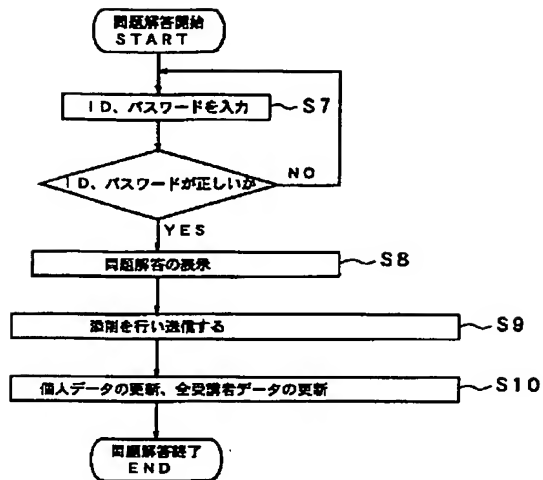 問題解答開始
START
ID、パスワードを入力
S7
ID、パスワードが正しいか
NO
YES
問題解答の表示
S8
添削を行い送信する
S9
個人データの更新、全受講者データの更新
S10
問題解答終了
END